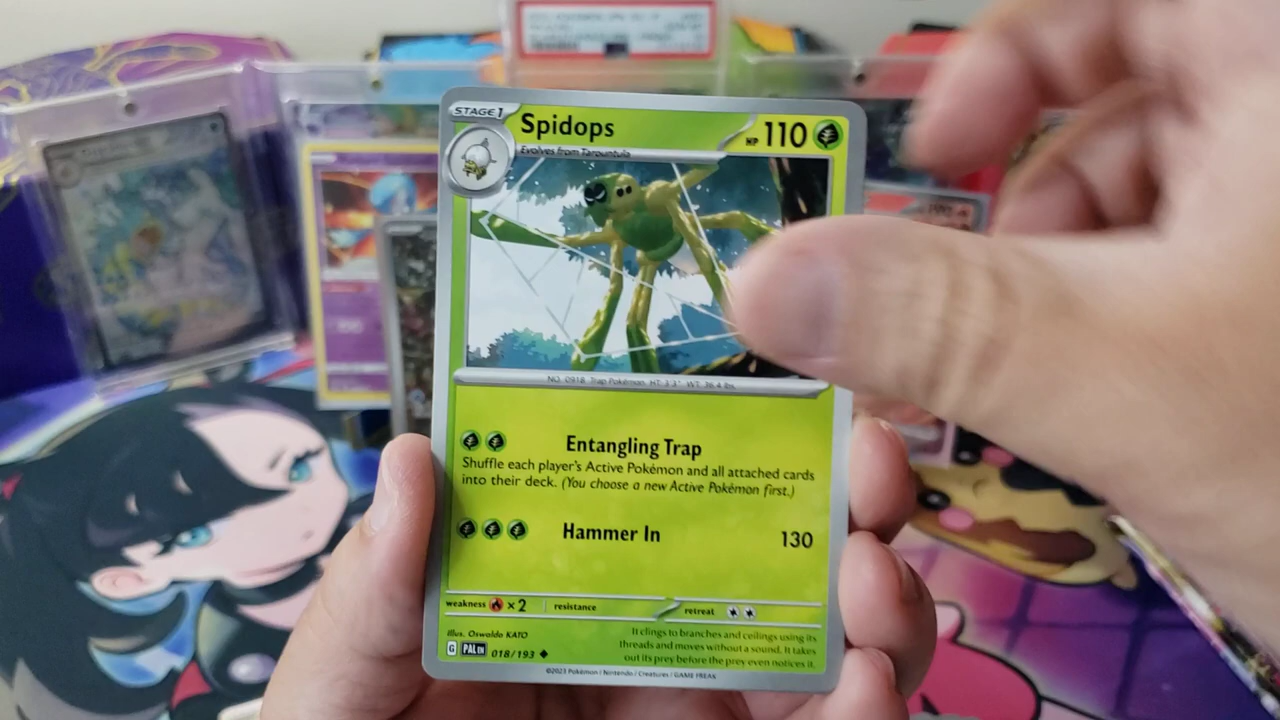 STAGE 1
Spidops
HP 110
Evolves from Tarountula
NO. 0918 Trap Pokémon HT: 3'3" WT: 36.4 lbs.
Entangling Trap
Shuffle each player's Active Pokémon and all attached cards
into their deck. (You choose a new Active Pokémon first.)
Hammer In 130
weakness ×2 resistance retreat
Illus. Oswaldo KATO
It clings to branches and ceilings using its
threads and moves without a sound. It takes
out its prey before the prey even notices it.
G PAL EN 018/193
©2023 Pokémon / Nintendo / Creatures / GAME FREAK